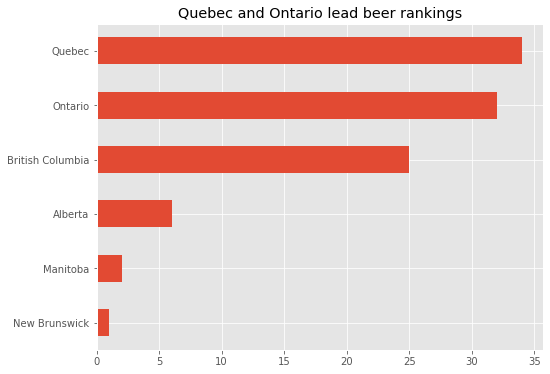 Quebec and Ontario lead beer rankings
Quebec
Ontario
British Columbia
Alberta
Manitoba
New Brunswick
0 5 10 15 20 25 30 35